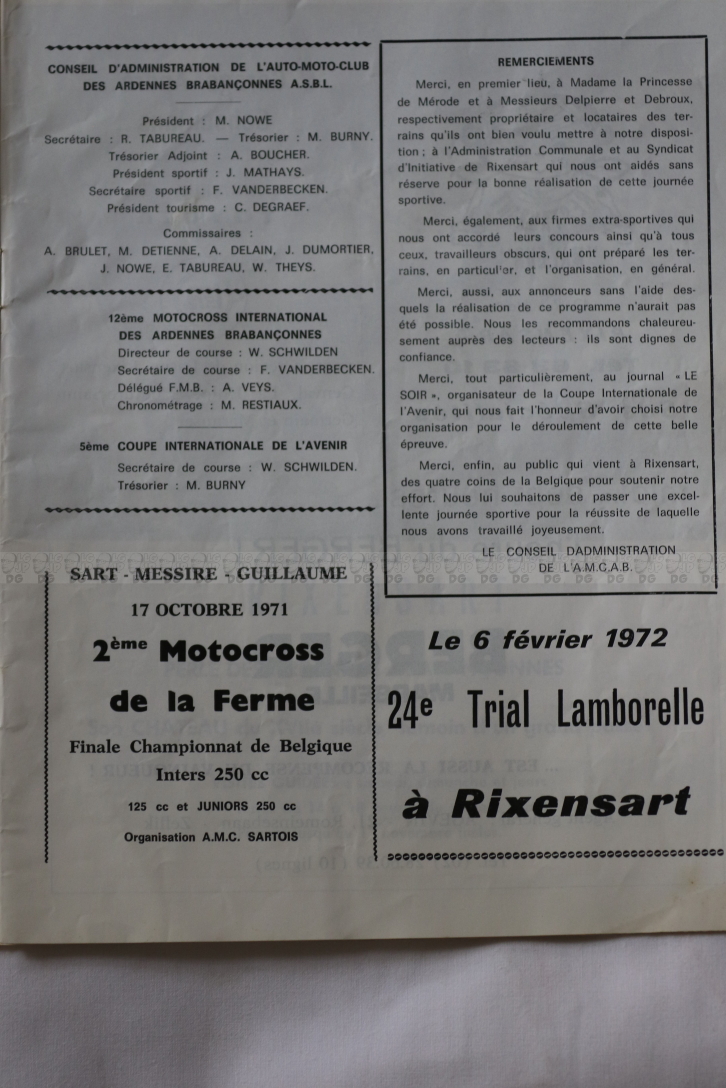 CONSEIL D'ADMINISTRATION DE L'AUTO-MOTO-CLUB
DES ARDENNES BRABANÇONNES A.S.B.L.
Président : M. NOWE
Secrétaire : R. TABUREAU. — Trésorier : M. BURNY.
Trésorier Adjoint : A. BOUCHER.
Président sportif : J. MATHAYS.
Secrétaire sportif : F. VANDERBECKEN.
Président tourisme : C. DEGRAEF.
Commissaires :
A. BRULET, M. DETIENNE, A. DELAIN, J. DUMORTIER,
J. NOWE, E. TABUREAU, W. THEYS.
12ème MOTOCROSS INTERNATIONAL
DES ARDENNES BRABANÇONNES
Directeur de course : W. SCHWILDEN
Secrétaire de course : F. VANDERBECKEN.
Délégué F.M.B. : A. VEYS.
Chronométrage : M. RESTIAUX.
5ème COUPE INTERNATIONALE DE L'AVENIR
Secrétaire de course : W. SCHWILDEN.
Trésorier : M. BURNY
SART - MESSIRE - GUILLAUME
17 OCTOBRE 1971
2ème Motocross
de la Ferme
Finale Championnat de Belgique
Inters 250 cc
125 cc et JUNIORS 250 cc
Organisation A.M.C. SARTOIS
REMERCIEMENTS
Merci, en premier lieu, à Madame la Princesse
de Mérode et à Messieurs Delpierre et Debroux,
respectivement propriétaire et locataires des ter-
rains qu'ils ont bien voulu mettre à notre disposi-
tion ; à l'Administration Communale et au Syndicat
d'Initiative de Rixensart qui nous ont aidés sans
réserve pour la bonne réalisation de cette journée
sportive.
Merci, également, aux firmes extra-sportives qui
nous ont accordé leurs concours ainsi qu'à tous
ceux, travailleurs obscurs, qui ont préparé les ter-
rains, en particulier, et l'organisation, en général.
Merci, aussi, aux annonceurs sans l'aide des-
quels la réalisation de ce programme n'aurait pas
été possible. Nous les recommandons chaleureu-
sement auprès des lecteurs : ils sont dignes de
confiance.
Merci, tout particulièrement, au journal « LE
SOIR », organisateur de la Coupe Internationale de
l'Avenir, qui nous fait l'honneur d'avoir choisi notre
organisation pour le déroulement de cette belle
épreuve.
Merci, enfin, au public qui vient à Rixensart,
des quatre coins de la Belgique pour soutenir notre
effort. Nous lui souhaitons de passer une excel-
lente journée sportive pour la réussite de laquelle
nous avons travaillé joyeusement.
LE CONSEIL DADMINISTRATION
DE L'A.M.C.A.B.
Le 6 février 1972
24e Trial Lamborelle
à Rixensart